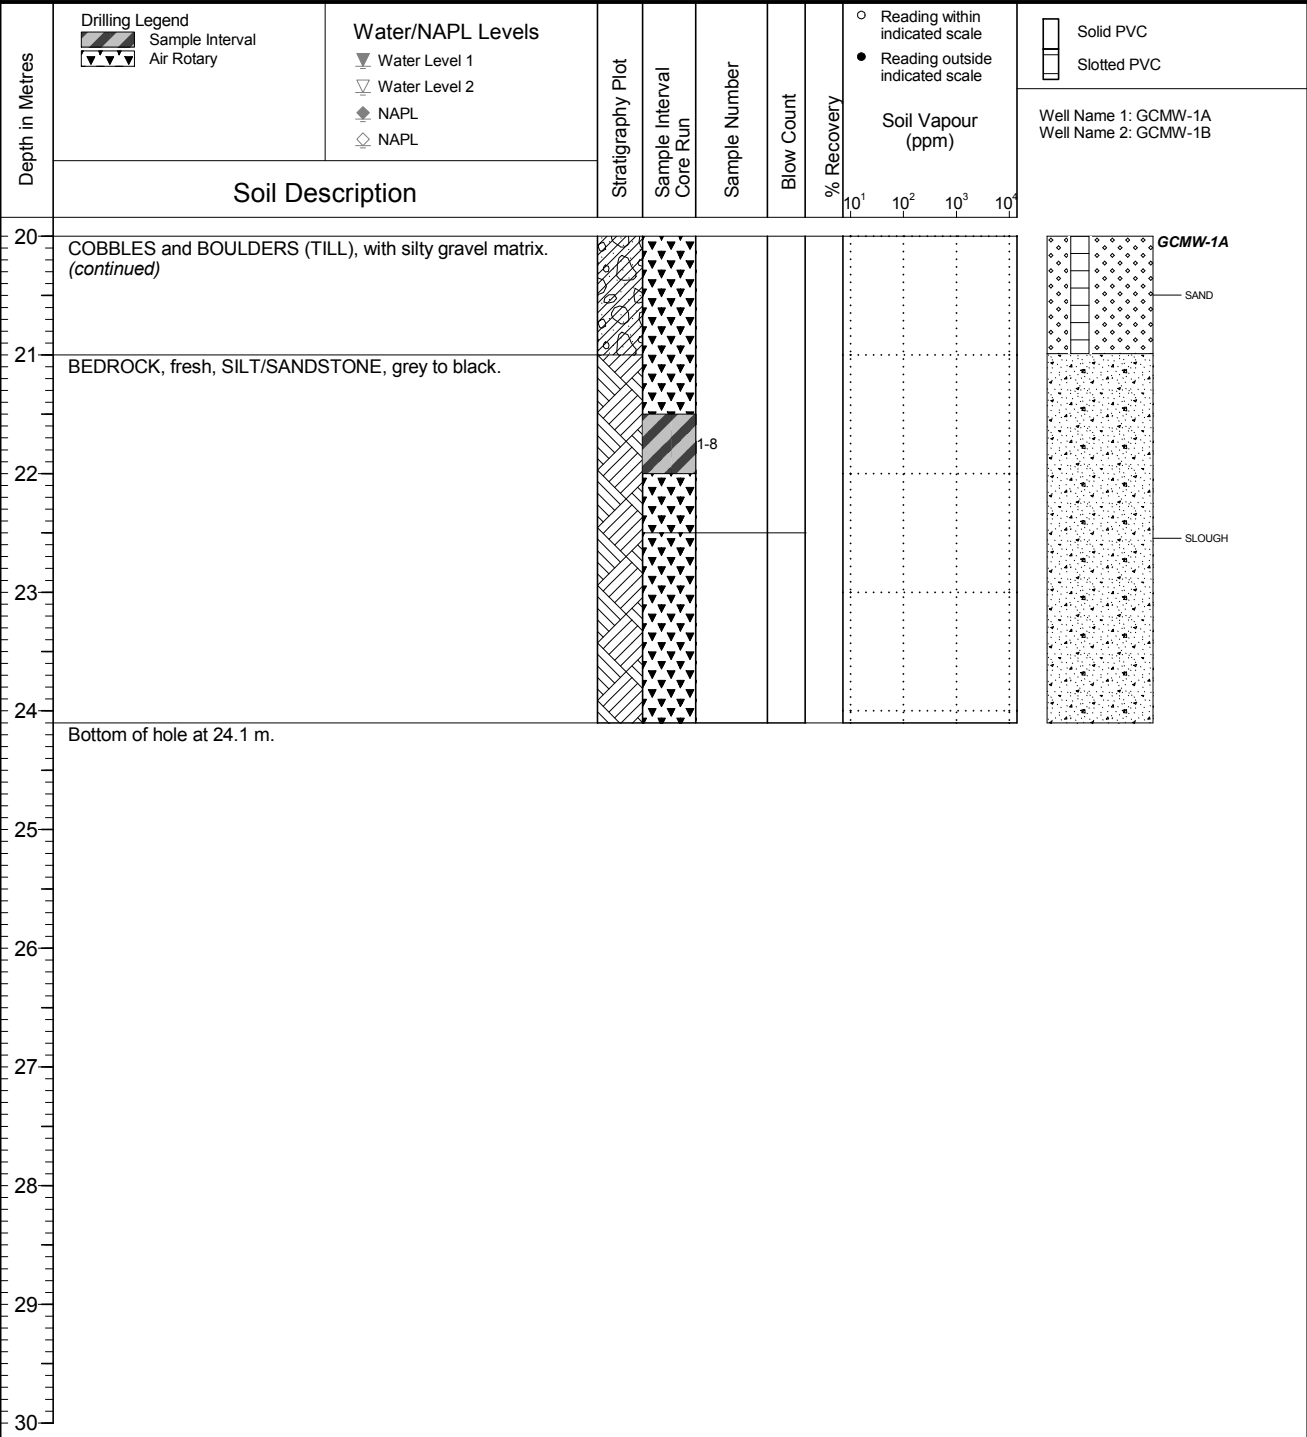 Depth in Metres
Drilling Legend
Sample Interval
Air Rotary
Water/NAPL Levels
Water Level 1
Water Level 2
NAPL
NAPL
Soil Description
Stratigraphy Plot
Sample Interval
Core Run
Sample Number
Blow Count
% Recovery
Reading within
indicated scale
Reading outside
indicated scale
Soil Vapour
(ppm)
10¹ 10² 10³ 10⁴
Solid PVC
Slotted PVC
Well Name 1: GCMW-1A
Well Name 2: GCMW-1B
20
COBBLES and BOULDERS (TILL), with silty gravel matrix.
(continued)
GCMW-1A
SAND
21
BEDROCK, fresh, SILT/SANDSTONE, grey to black.
1-8
22
SLOUGH
23
24
Bottom of hole at 24.1 m.
25
26
27
28
29
30